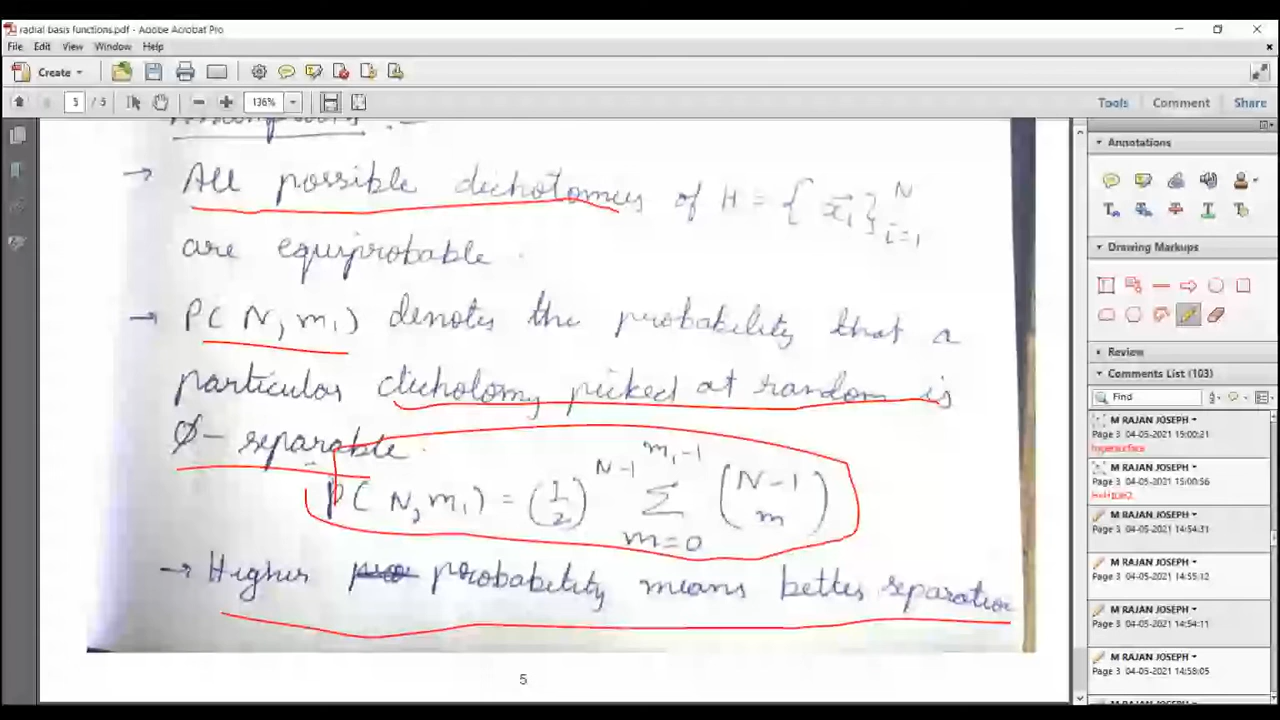 radial basis functions.pdf - Adobe Acrobat Pro
File Edit View Window Help
Create
5 / 5 136% Tools Comment Share
→ All possible dichotomies of H = { x⃗i }ᴺi=1
are equiprobable.
→ P( N, m₁) denotes the probability that a
particular dicholomy picked at random is
Ø- separable.
P( N, m₁) = (1/2)^N-1 Σ_{m=0}^{m₁-1} (N-1 m)
→ Higher probability means better separation
5
Annotations
Drawing Markups
Review
Comments List (103)
Find
M RAJAN JOSEPH
Page 3 04-05-2021 15:00:21
hypersurface
M RAJAN JOSEPH
Page 3 04-05-2021 15:00:56
M RAJAN JOSEPH
Page 3 04-05-2021 14:54:31
M RAJAN JOSEPH
Page 3 04-05-2021 14:55:12
M RAJAN JOSEPH
Page 3 04-05-2021 14:54:11
M RAJAN JOSEPH
Page 3 04-05-2021 14:58:05
M RAJAN JOSEPH